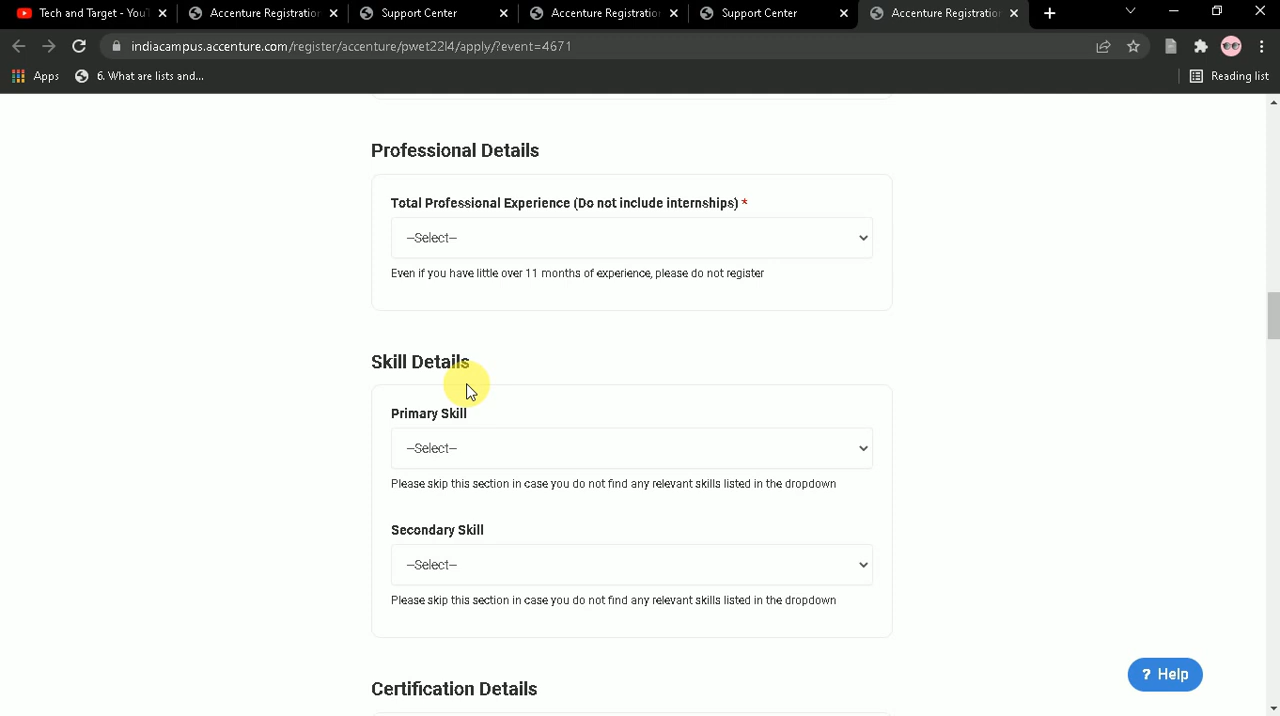 Tech and Target - YouT
Accenture Registration
Support Center
Accenture Registration
Support Center
Accenture Registration
indiacampus.accenture.com/register/accenture/pwet22l4/apply/?event=4671
Apps
6. What are lists and...
Reading list
Professional Details
Total Professional Experience (Do not include internships) *
--Select--
Even if you have little over 11 months of experience, please do not register
Skill Details
Primary Skill
--Select--
Please skip this section in case you do not find any relevant skills listed in the dropdown
Secondary Skill
--Select--
Please skip this section in case you do not find any relevant skills listed in the dropdown
? Help
Certification Details